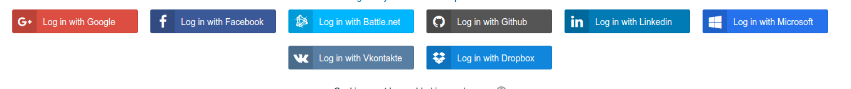 Log in with Google
Log in with Facebook
Log in with Battle.net
Log in with Github
Log in with Linkedin
Log in with Microsoft
Log in with Vkontakte
Log in with Dropbox